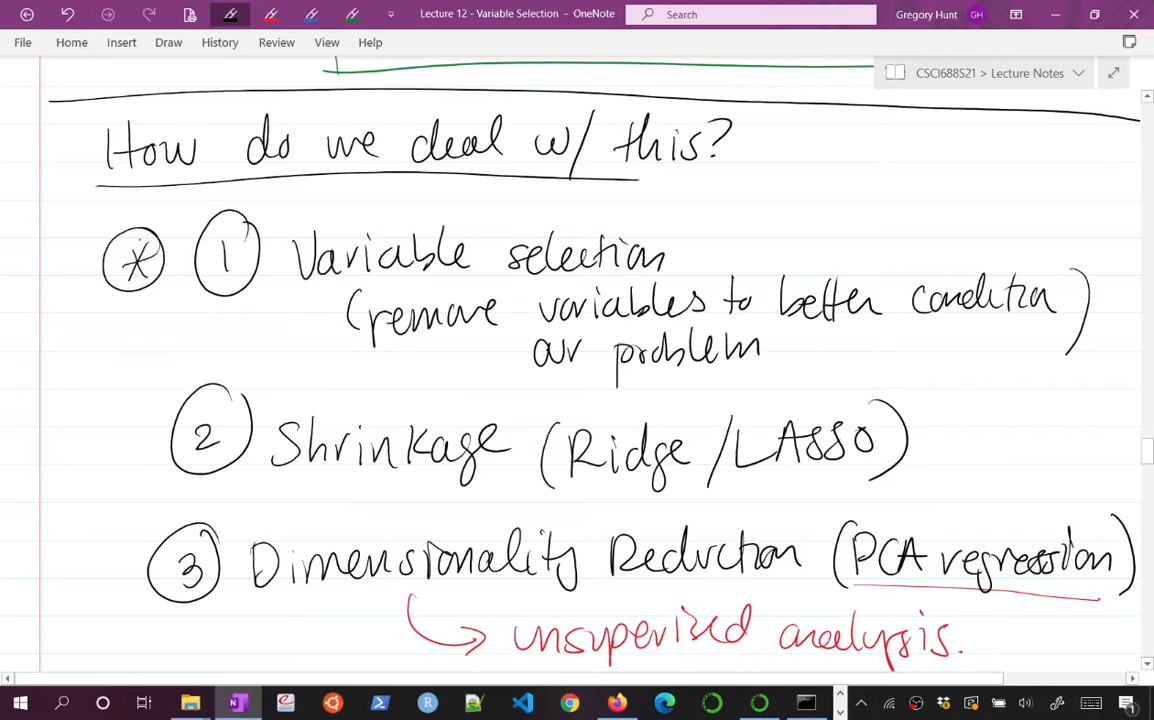 Lecture 12 - Variable Selection - OneNote
Search
Gregory Hunt
GH
File Home Insert Draw History Review View Help
CSCI688S21 > Lecture Notes
How do we deal w/ this?
* 1 Variable selection
(remove variables to better condition
our problem)
2 Shrinkage (Ridge/LASSO)
3 Dimensionality Reduction (PCA regression)
unsupervised analysis.